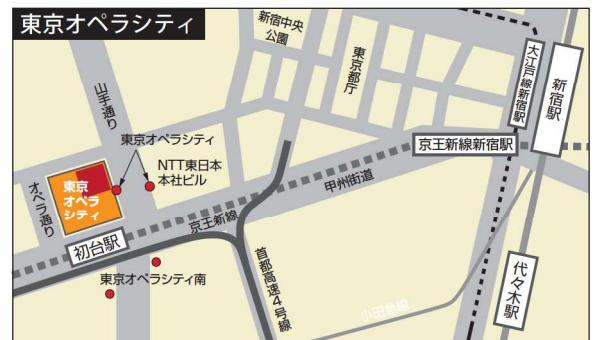 東京オペラシティ
新宿中央
公園
東京都庁
大江戸線新宿駅
新宿駅
山手通り
東京オペラシティ
NTT東日本
本社ビル
京王新線新宿駅
甲州街道
オペラ通り
東京
オペラ
シティ
京王新線
初台駅
東京オペラシティ南
首都高速4号線
小田急線
代々木駅